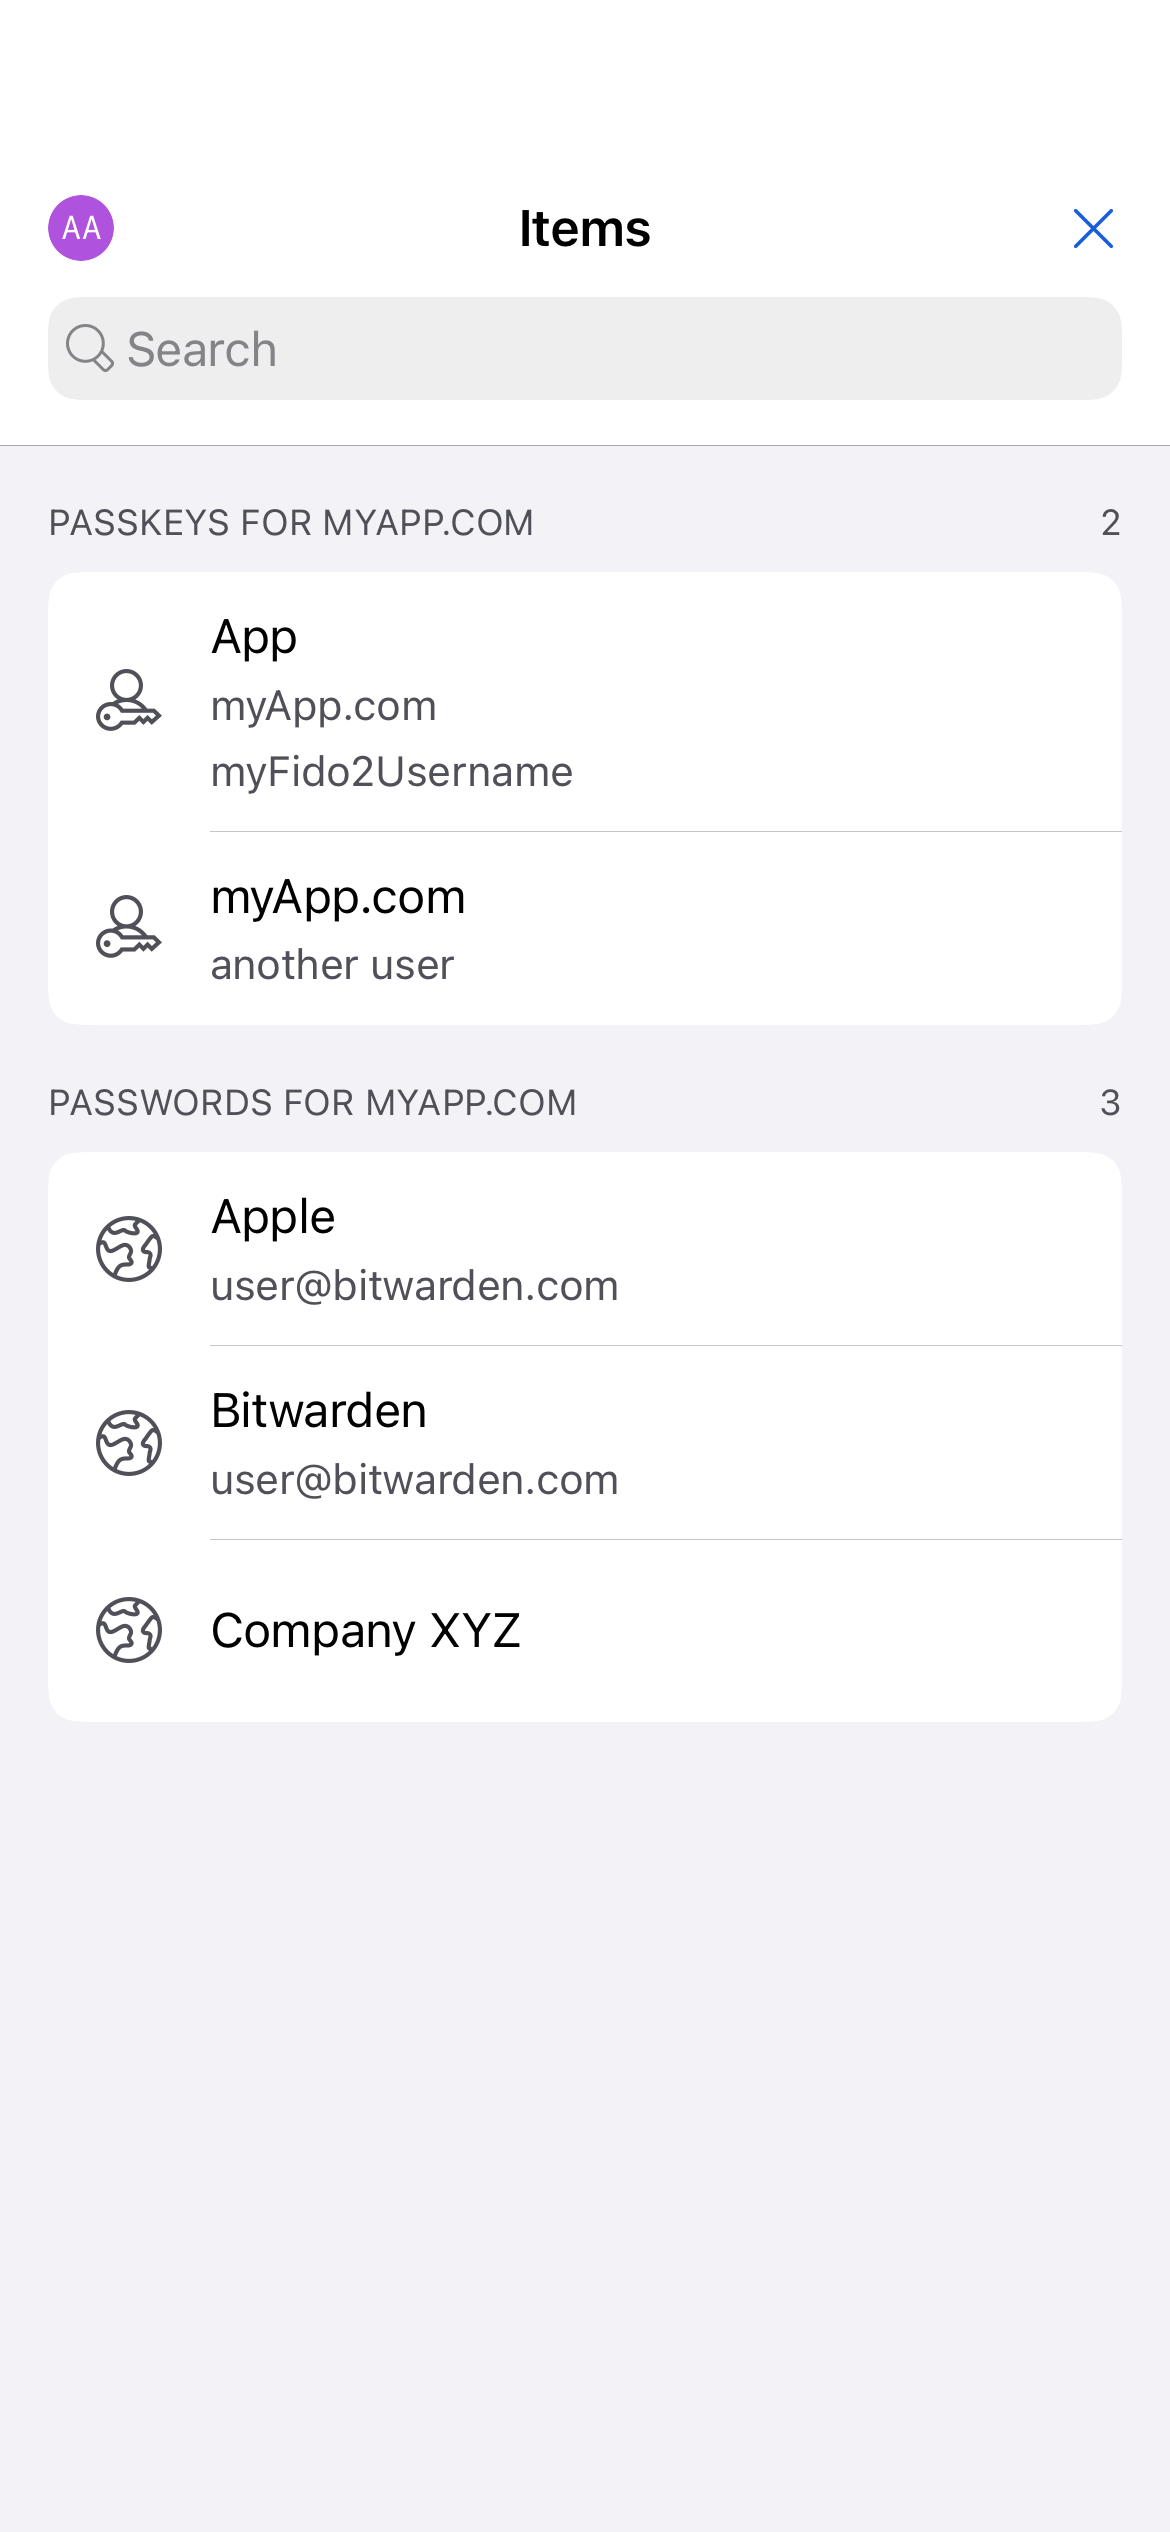 AA
Items
Search
PASSKEYS FOR MYAPP.COM 2
App
myApp.com
myFido2Username
myApp.com
another user
PASSWORDS FOR MYAPP.COM 3
Apple
user@bitwarden.com
Bitwarden
user@bitwarden.com
Company XYZ